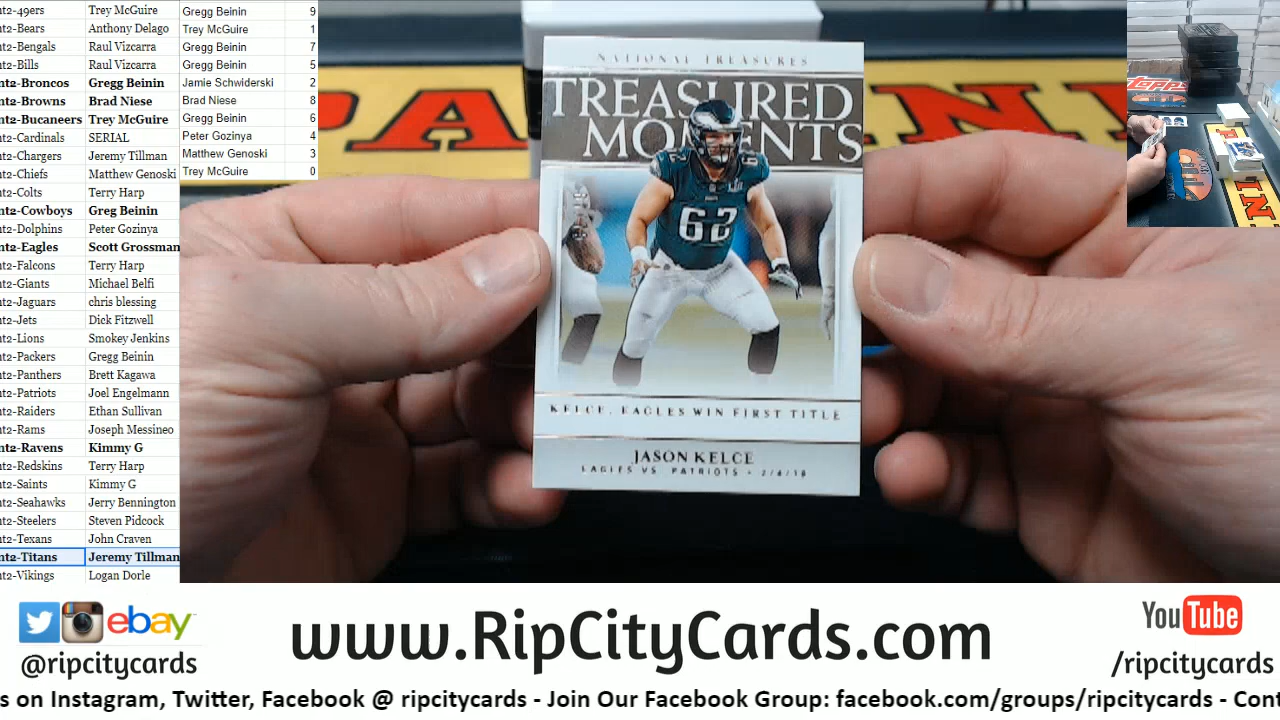 nt2-49ers Trey McGuire Gregg Beinin 9
nt2-Bears Anthony Delago Trey McGuire 1
nt2-Bengals Raul Vizcarra Gregg Beinin 7
nt2-Bills Raul Vizcarra Gregg Beinin 5
nt2-Broncos Gregg Beinin Jamie Schwiderski 2
nt2-Browns Brad Niese Brad Niese 8
nt2-Bucaneers Trey McGuire Gregg Beinin 6
nt2-Cardinals SERIAL Peter Gozinya 4
nt2-Chargers Jeremy Tillman Matthew Genoski 3
nt2-Chiefs Matthew Genoski Trey McGuire 0
nt2-Colts Terry Harp
nt2-Cowboys Greg Beinin
nt2-Dolphins Peter Gozinya
nt2-Eagles Scott Grossman
nt2-Falcons Terry Harp
nt2-Giants Michael Belfi
nt2-Jaguars chris blessing
nt2-Jets Dick Fitzwell
nt2-Lions Smokey Jenkins
nt2-Packers Gregg Beinin
nt2-Panthers Brett Kagawa
nt2-Patriots Joel Engelmann
nt2-Raiders Ethan Sullivan
nt2-Rams Joseph Messineo
nt2-Ravens Kimmy G
nt2-Redskins Terry Harp
nt2-Saints Kimmy G
nt2-Seahawks Jerry Bennington
nt2-Steelers Steven Pidcock
nt2-Texans John Craven
nt2-Titans Jeremy Tillman
nt2-Vikings Logan Dorle
PANINI
NATIONAL TREASURES
TREASURED
MOMENTS
62
KELCE, EAGLES WIN FIRST TITLE
JASON KELCE
EAGLES VS. PATRIOTS • 2/4/18
TOPPS
ebay
@ripcitycards
www.RipCityCards.com
YouTube
/ripcitycards
s on Instagram, Twitter, Facebook @ ripcitycards - Join Our Facebook Group: facebook.com/groups/ripcitycards - Cont